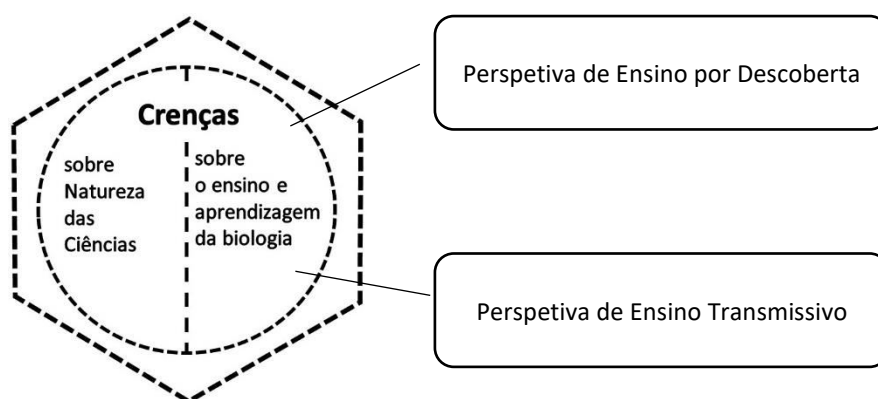 Crenças
sobre
Natureza
das
Ciências
sobre
o ensino e
aprendizagem
da biologia
Perspetiva de Ensino por Descoberta
Perspetiva de Ensino Transmissivo